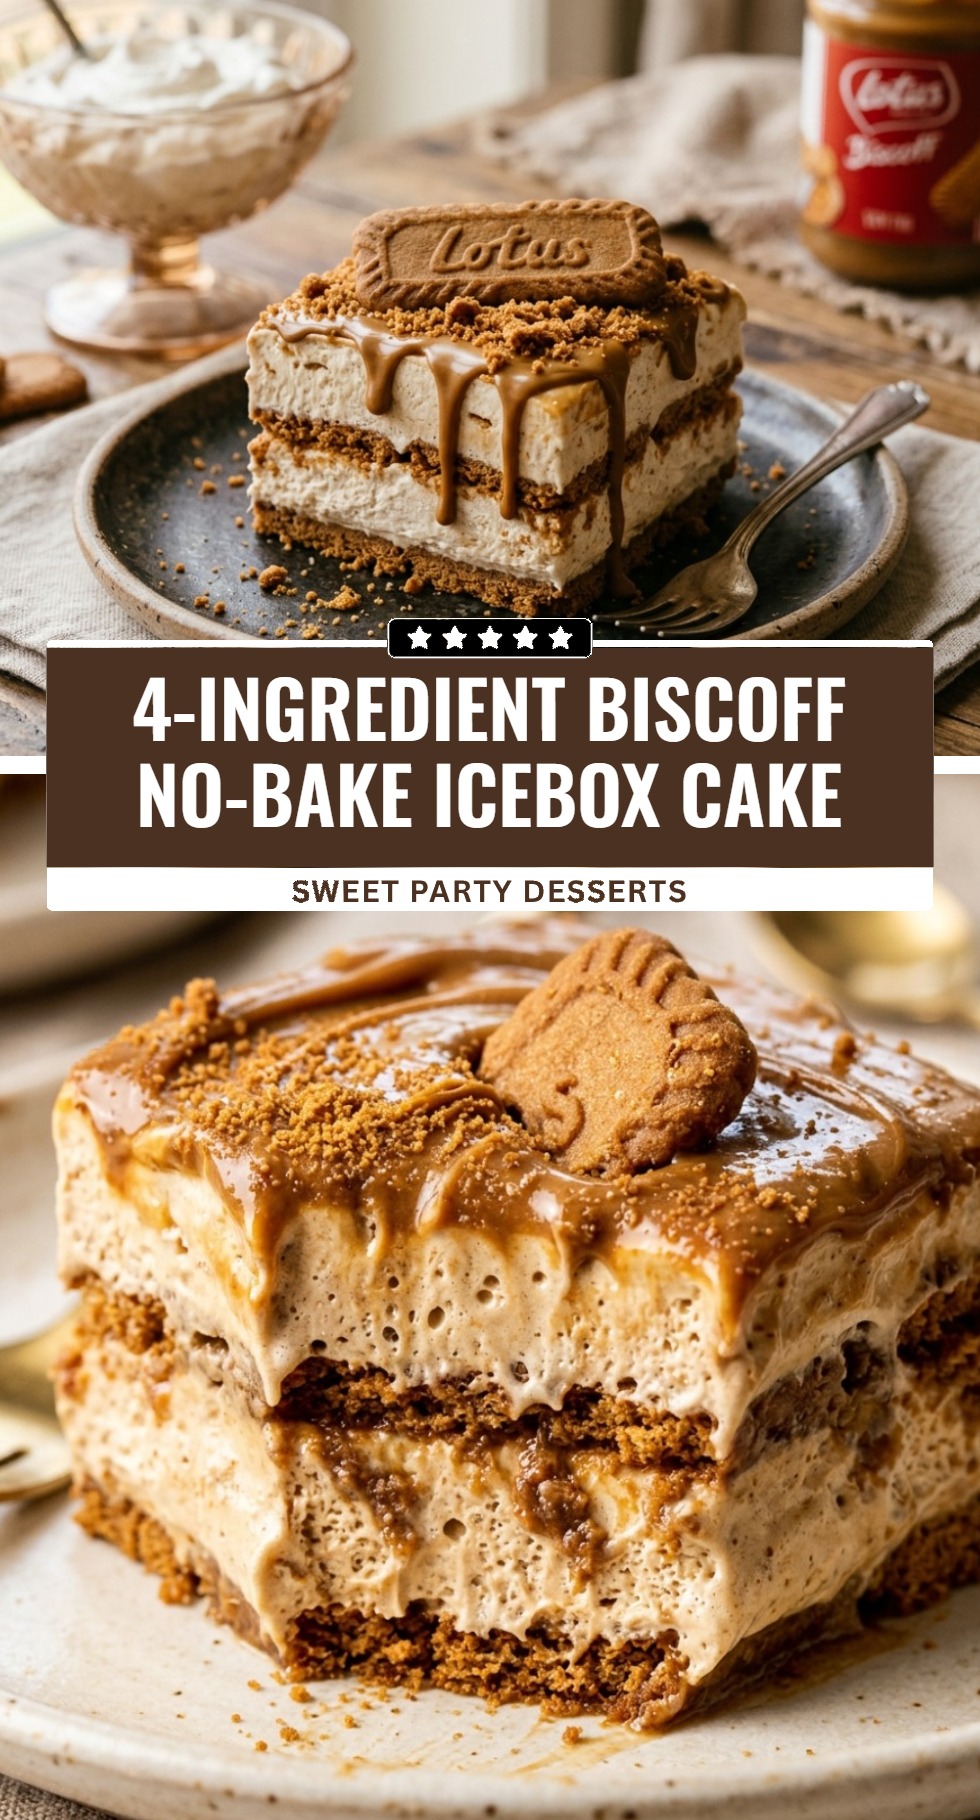 Lotus
Biscoff
Lotus
4-INGREDIENT BISCOFF
NO-BAKE ICEBOX CAKE
SWEET PARTY DESSERTS